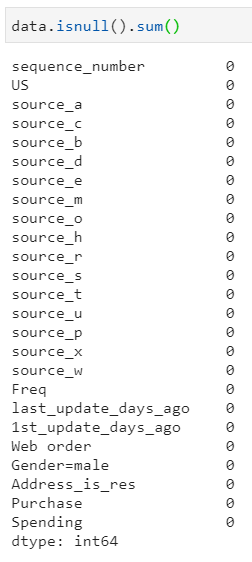 data.isnull().sum()
sequence_number 0
US 0
source_a 0
source_c 0
source_b 0
source_d 0
source_e 0
source_m 0
source_o 0
source_h 0
source_r 0
source_s 0
source_t 0
source_u 0
source_p 0
source_x 0
source_w 0
Freq 0
last_update_days_ago 0
1st_update_days_ago 0
Web order 0
Gender=male 0
Address_is_res 0
Purchase 0
Spending 0
dtype: int64